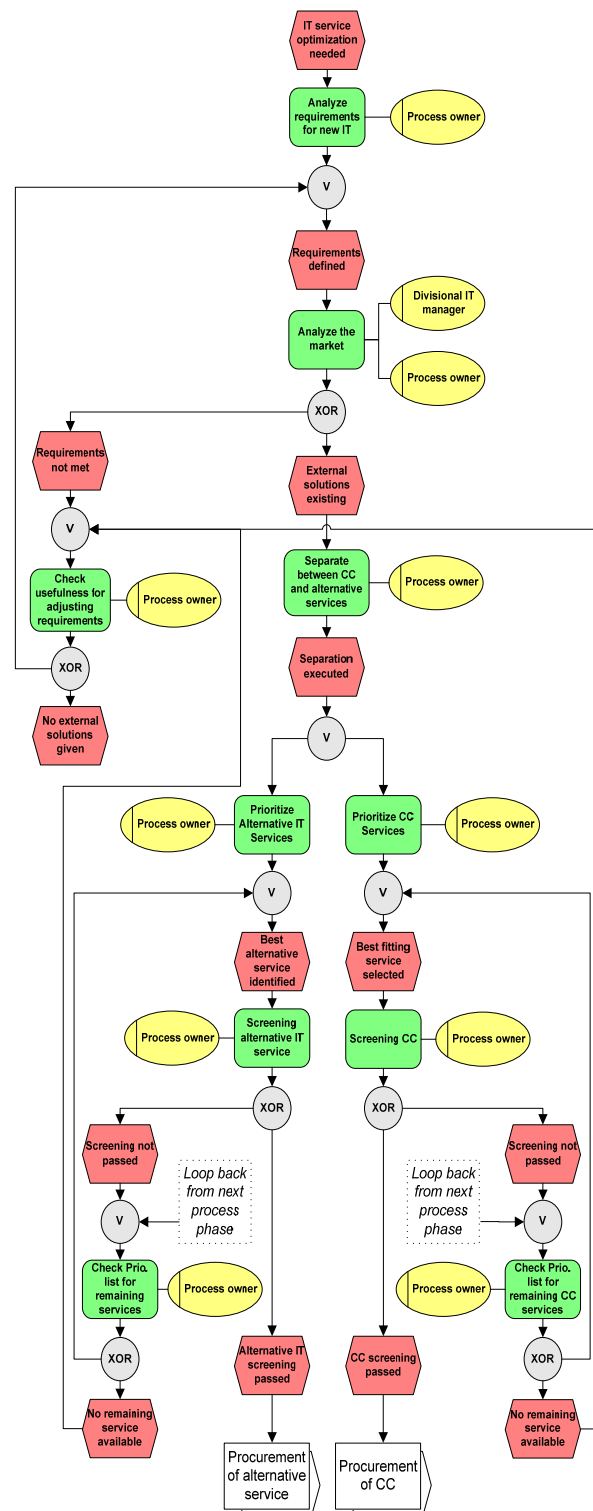 IT service
optimization
needed
Analyze
requirements
for new IT
Process owner
V
Requirements
defined
Divisional IT
manager
Analyze the
market
Process owner
XOR
Requirements
not met
External
solutions
existing
V
Check
usefulness for
adjusting
requirements
Process owner
Separate
between CC
and alternative
services
Process owner
XOR
Separation
executed
No external
solutions
given
V
Process owner
Prioritize
Alternative IT
Services
Prioritize CC
Services
Process owner
V
V
Best
alternative
service
identified
Best fitting
service
selected
Process owner
Screening
alternative IT
service
Screening CC
Process owner
XOR
XOR
Screening not
passed
Screening not
passed
Loop back
from next
process
phase
Loop back
from next
process
phase
V
V
Check Prio.
list for
remaining
services
Process owner
Process owner
Check Prio.
list for
remaining CC
services
XOR
Alternative IT
screening
passed
CC screening
passed
XOR
No remaining
service
available
No remaining
service
available
Procurement
of alternative
service
Procurement
of CC